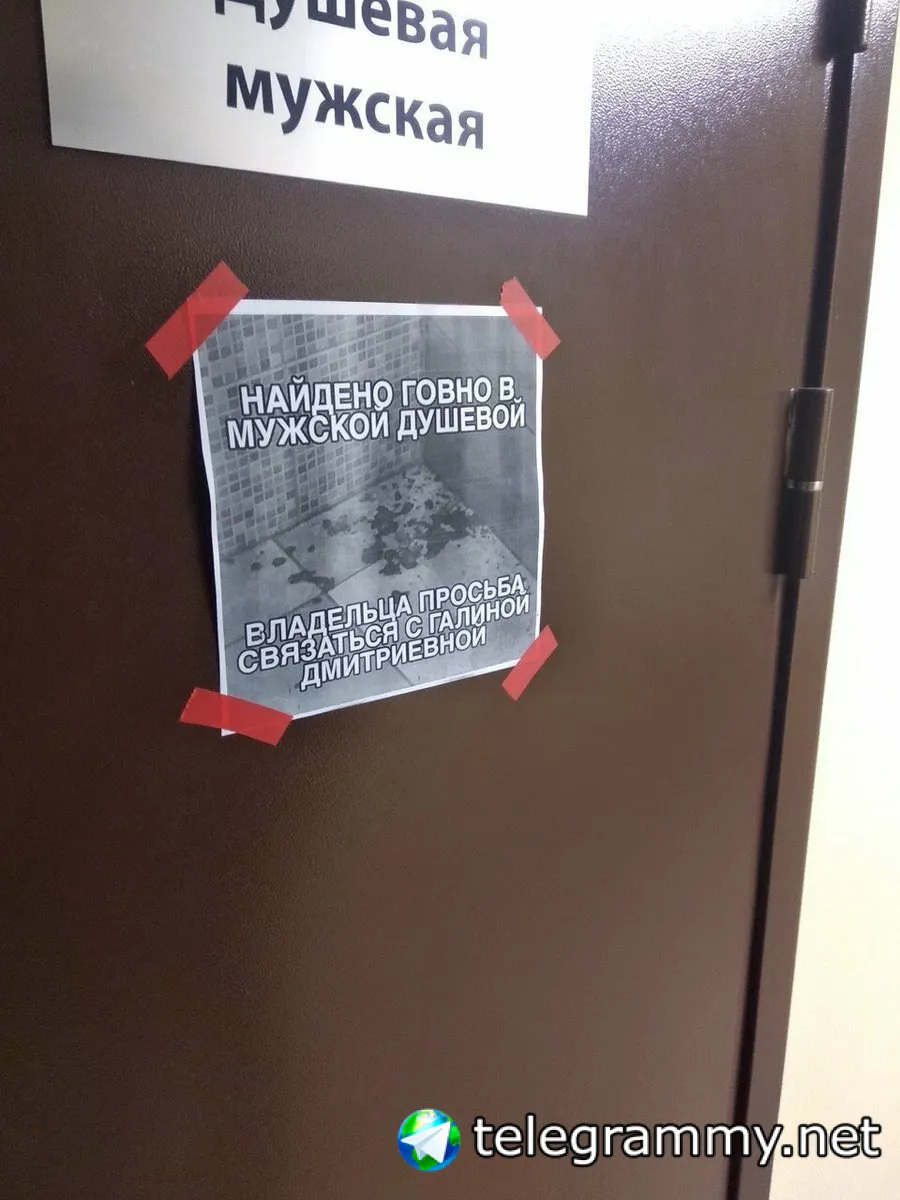 душевая
мужская
НАЙДЕНО ГОВНО В
МУЖСКОЙ ДУШЕВОЙ
ВЛАДЕЛЬЦА ПРОСЬБА
СВЯЗАТЬСЯ С ГАЛИНОЙ
ДМИТРИЕВНОЙ
telegrammy.net